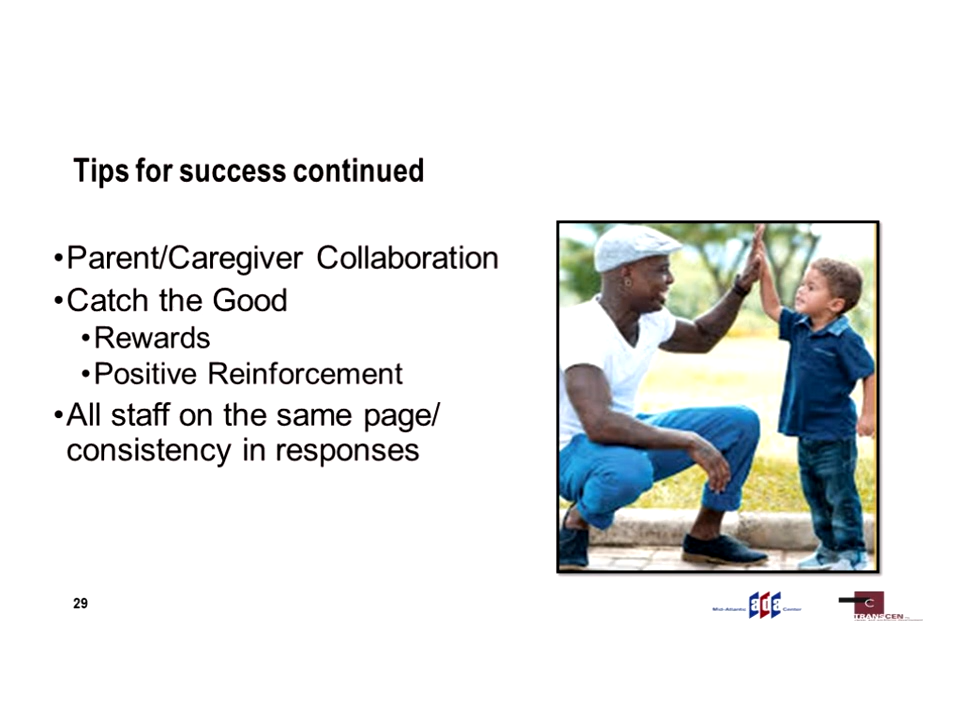 Tips for success continued
•Parent/Caregiver Collaboration
•Catch the Good
•Rewards
•Positive Reinforcement
•All staff on the same page/
consistency in responses
29
Mid-Atlantic ada Center
C
TRANSCEN